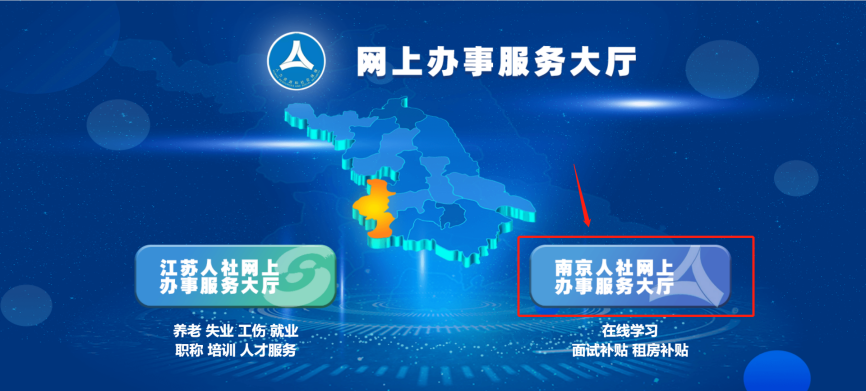 网上办事服务大厅
江苏人社网上
办事服务大厅
养老 失业 工伤 就业
职称 培训 人才服务
南京人社网上
办事服务大厅
在线学习
面试补贴 租房补贴